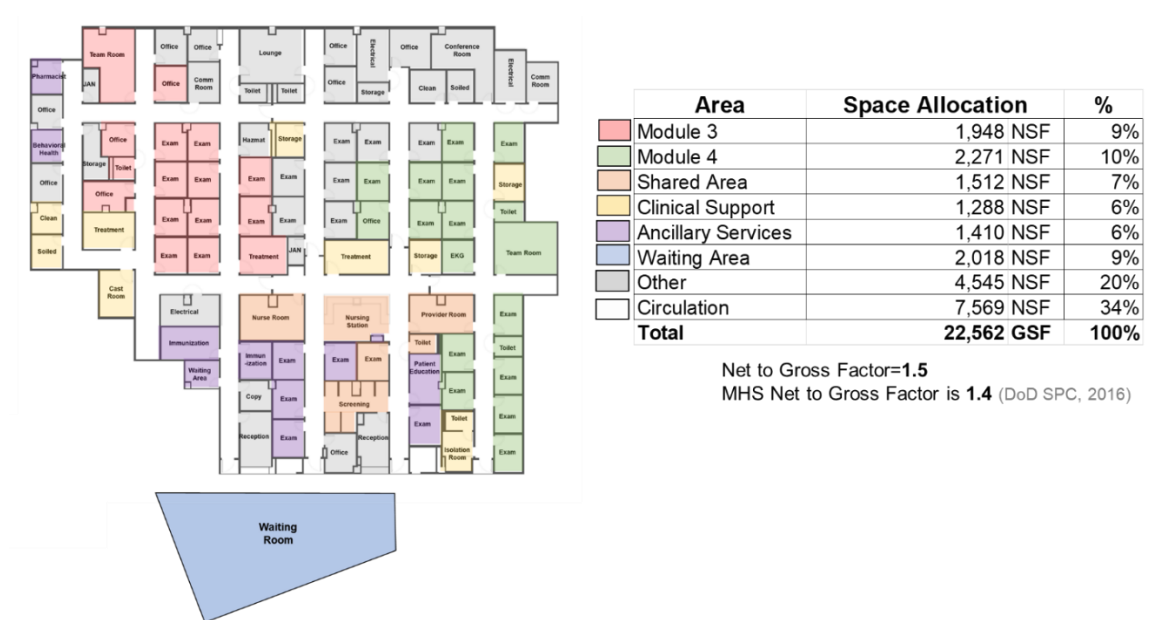 Team Room
Office
Office
Office
Comm
Room
JAN
Lounge
Toilet
Toilet
Office
Office
Electrical
Storage
Office
Conference
Room
Clean
Soiled
Electrical
Comm
Room
Pharmacist
Office
Behavioral
Health
Office
Clean
Soiled
Storage
Office
Toilet
Office
Treatment
Cast
Room
Exam
Exam
Exam
Exam
Exam
Exam
Exam
Exam
Hazmat
Storage
Exam
Exam
Exam
Exam
Treatment
JAN
Exam
Exam
Exam
Exam
Exam
Office
Treatment
Exam
Exam
Exam
Exam
Exam
Exam
Storage
EKG
Exam
Storage
Toilet
Team Room
Electrical
Immunization
Waiting
Area
Nurse Room
Immun
-ization
Exam
Copy
Exam
Reception
Exam
Nursing
Station
Exam
Exam
Screening
Office
Reception
Provider Room
Toilet
Exam
Patient
Education
Exam
Exam
Toilet
Isolation
Room
Exam
Toilet
Exam
Exam
Exam
Waiting
Room
Area Space Allocation %
Module 3 1,948 NSF 9%
Module 4 2,271 NSF 10%
Shared Area 1,512 NSF 7%
Clinical Support 1,288 NSF 6%
Ancillary Services 1,410 NSF 6%
Waiting Area 2,018 NSF 9%
Other 4,545 NSF 20%
Circulation 7,569 NSF 34%
Total 22,562 GSF 100%
Net to Gross Factor=1.5
MHS Net to Gross Factor is 1.4 (DoD SPC, 2016)